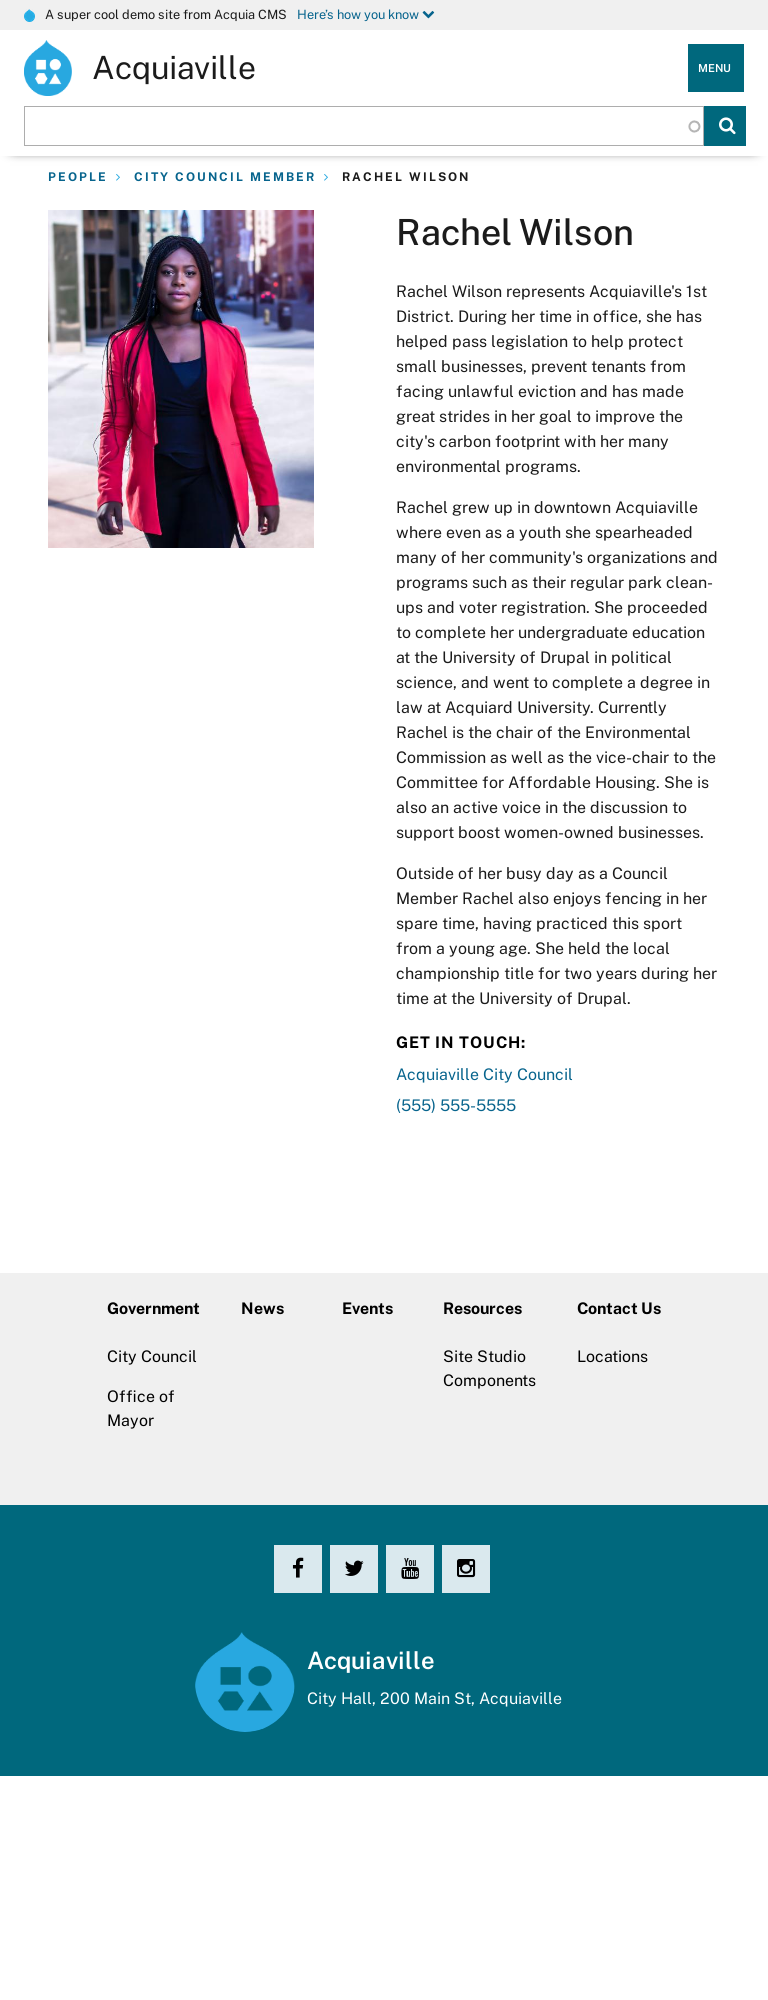 A super cool demo site from Acquia CMS Here's how you know
Acquiaville
MENU
PEOPLE > CITY COUNCIL MEMBER > RACHEL WILSON
Rachel Wilson
Rachel Wilson represents Acquiaville's 1st
District. During her time in office, she has
helped pass legislation to help protect
small businesses, prevent tenants from
facing unlawful eviction and has made
great strides in her goal to improve the
city's carbon footprint with her many
environmental programs.
Rachel grew up in downtown Acquiaville
where even as a youth she spearheaded
many of her community's organizations and
programs such as their regular park clean-
ups and voter registration. She proceeded
to complete her undergraduate education
at the University of Drupal in political
science, and went to complete a degree in
law at Acquiard University. Currently
Rachel is the chair of the Environmental
Commission as well as the vice-chair to the
Committee for Affordable Housing. She is
also an active voice in the discussion to
support boost women-owned businesses.
Outside of her busy day as a Council
Member Rachel also enjoys fencing in her
spare time, having practiced this sport
from a young age. She held the local
championship title for two years during her
time at the University of Drupal.
GET IN TOUCH:
Acquiaville City Council
(555) 555-5555
Government News Events Resources Contact Us
City Council Site Studio Locations
Components
Office of
Mayor
You
Tube
Acquiaville
City Hall, 200 Main St, Acquiaville